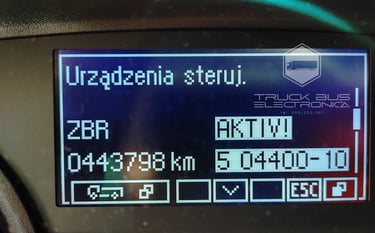 Urządzenia steruj.
TRUCK BUS
ELECTRONICA
ZBR AKTIV!
0443798 km 5 04400-10
ESC